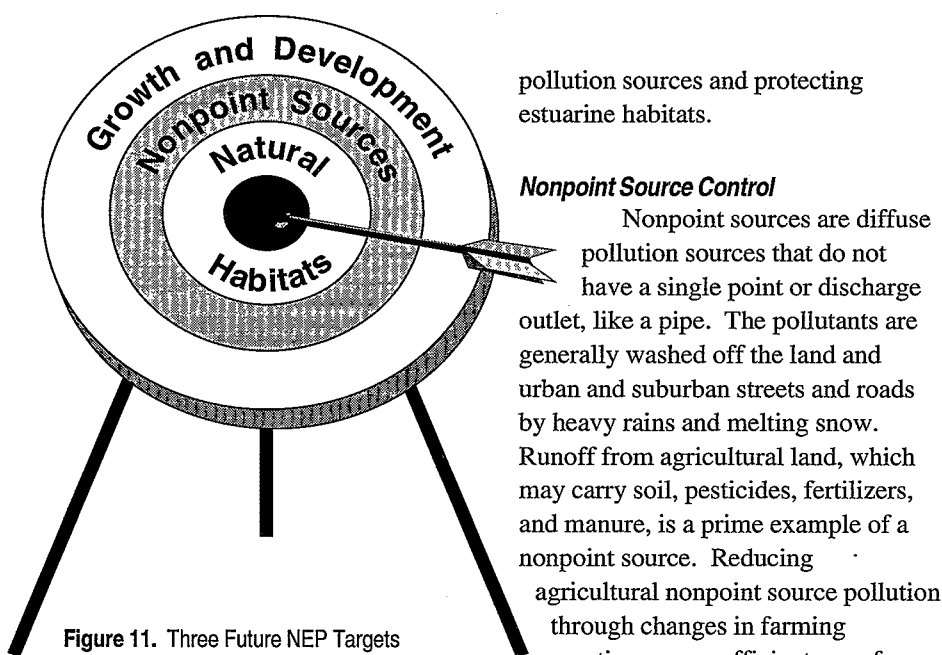 Growth and Development
Nonpoint Sources
Natural
Habitats
Figure 11. Three Future NEP Targets
pollution sources and protecting
estuarine habitats.
Nonpoint Source Control
Nonpoint sources are diffuse
pollution sources that do not
have a single point or discharge
outlet, like a pipe. The pollutants are
generally washed off the land and
urban and suburban streets and roads
by heavy rains and melting snow.
Runoff from agricultural land, which
may carry soil, pesticides, fertilizers,
and manure, is a prime example of a
nonpoint source. Reducing
agricultural nonpoint source pollution
through changes in farming